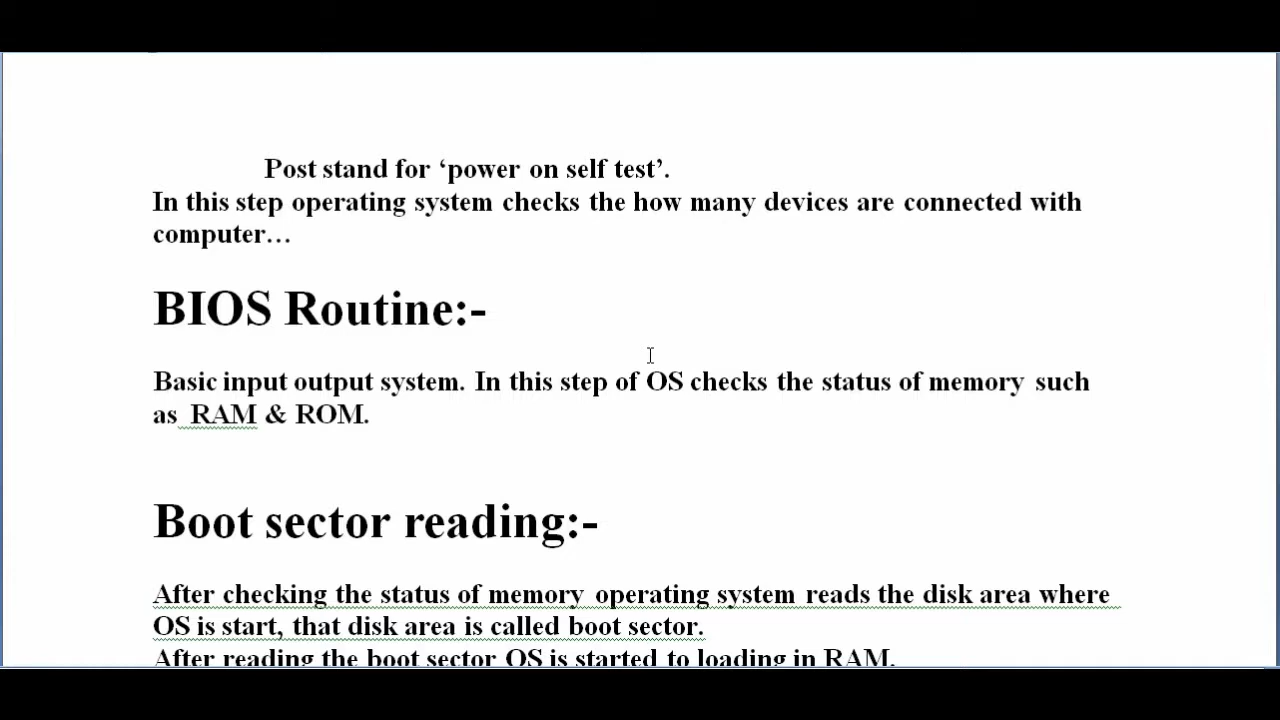 Post stand for ‘power on self test’.
In this step operating system checks the how many devices are connected with
computer…
BIOS Routine:-
Basic input output system. In this step of OS checks the status of memory such
as RAM & ROM.
Boot sector reading:-
After checking the status of memory operating system reads the disk area where
OS is start, that disk area is called boot sector.
After reading the boot sector OS is started to loading in RAM.